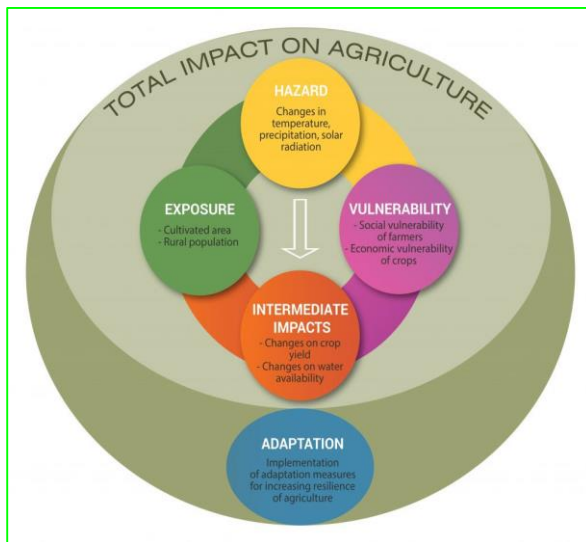 TOTAL IMPACT ON AGRICULTURE
HAZARD
Changes in
temperature,
precipitation, solar
radiation
EXPOSURE
- Cultivated area
- Rural population
VULNERABILITY
- Social vulnerability
of farmers
- Economic vulnerability
of crops
INTERMEDIATE
IMPACTS
- Changes on crop
yield
- Changes on water
availability
ADAPTATION
Implementation
of adaptation measures
for increasing resilience
of agriculture